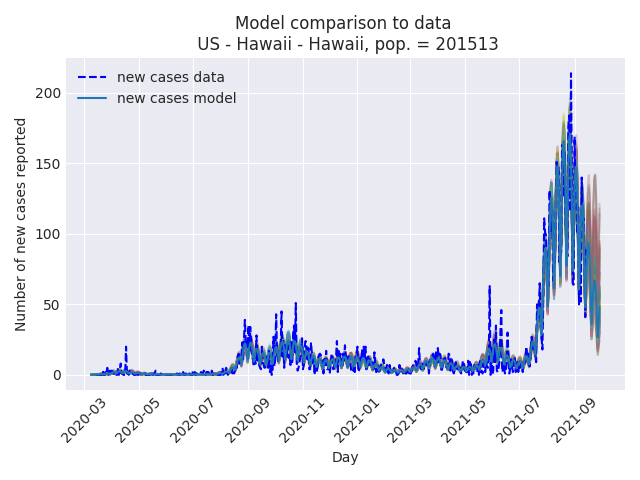 Model comparison to data
US - Hawaii - Hawaii, pop. = 201513
new cases data
new cases model
Number of new cases reported
200
150
100
50
0
2020-03
2020-05
2020-07
2020-09
2020-11
2021-01
2021-03
2021-05
2021-07
2021-09
Day